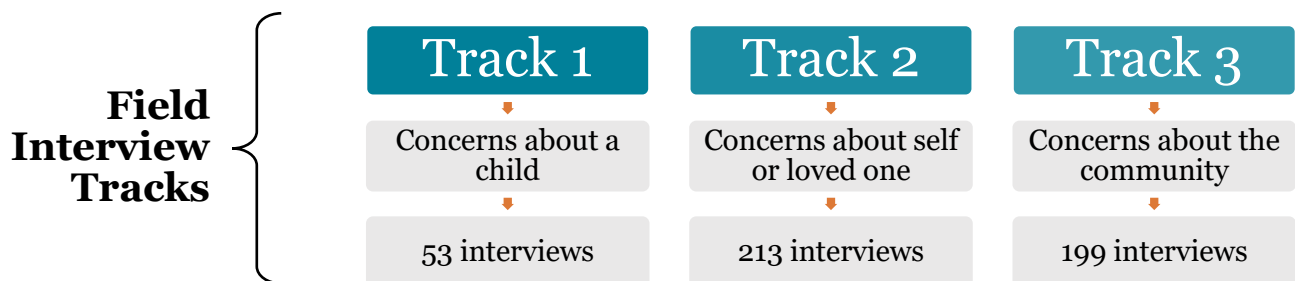 Field
Interview
Tracks
Track 1
Concerns about a
child
53 interviews
Track 2
Concerns about self
or loved one
213 interviews
Track 3
Concerns about the
community
199 interviews